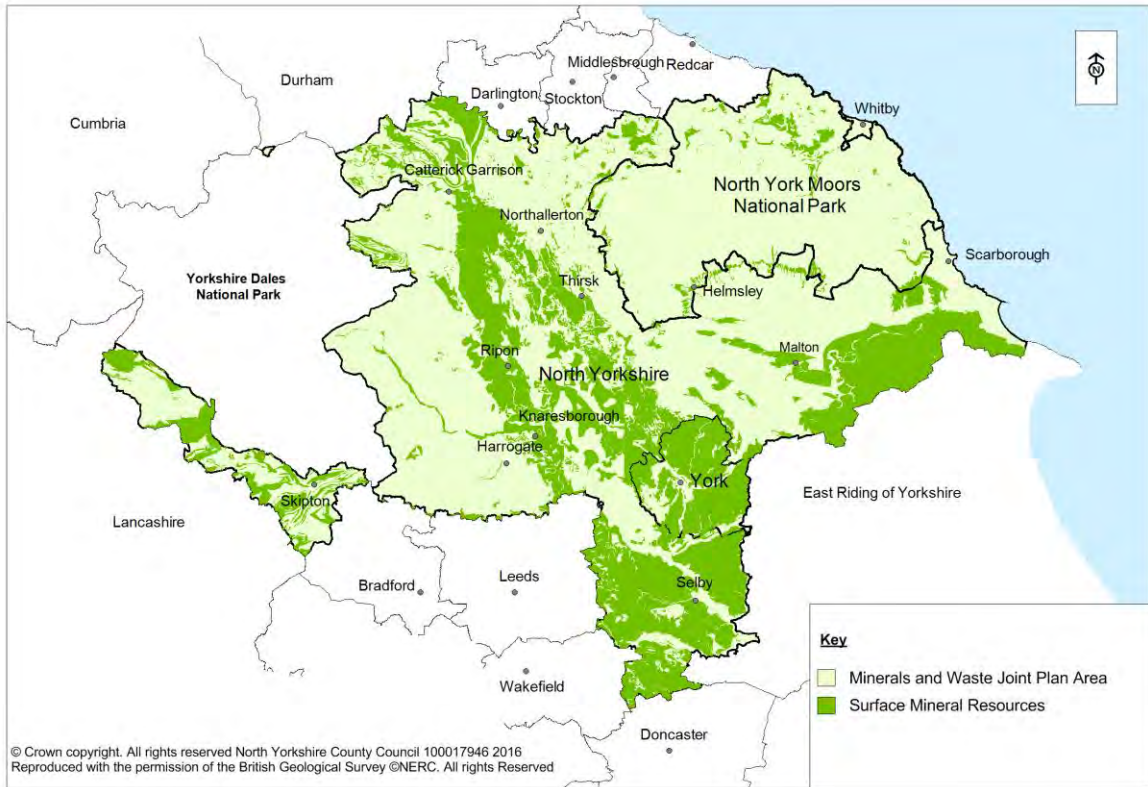 Durham
Cumbria
Darlington
Stockton
Middlesbrough
Redcar
N
Whitby
Catterick Garrison
North York Moors
National Park
Northallerton
Scarborough
Yorkshire Dales
National Park
Thirsk
Helmsley
Malton
Ripon
North Yorkshire
Knaresborough
Harrogate
York
East Riding of Yorkshire
Skipton
Lancashire
Bradford
Leeds
Selby
Wakefield
Doncaster
Key
Minerals and Waste Joint Plan Area
Surface Mineral Resources
© Crown copyright. All rights reserved North Yorkshire County Council 100017946 2016
Reproduced with the permission of the British Geological Survey ©NERC. All rights Reserved